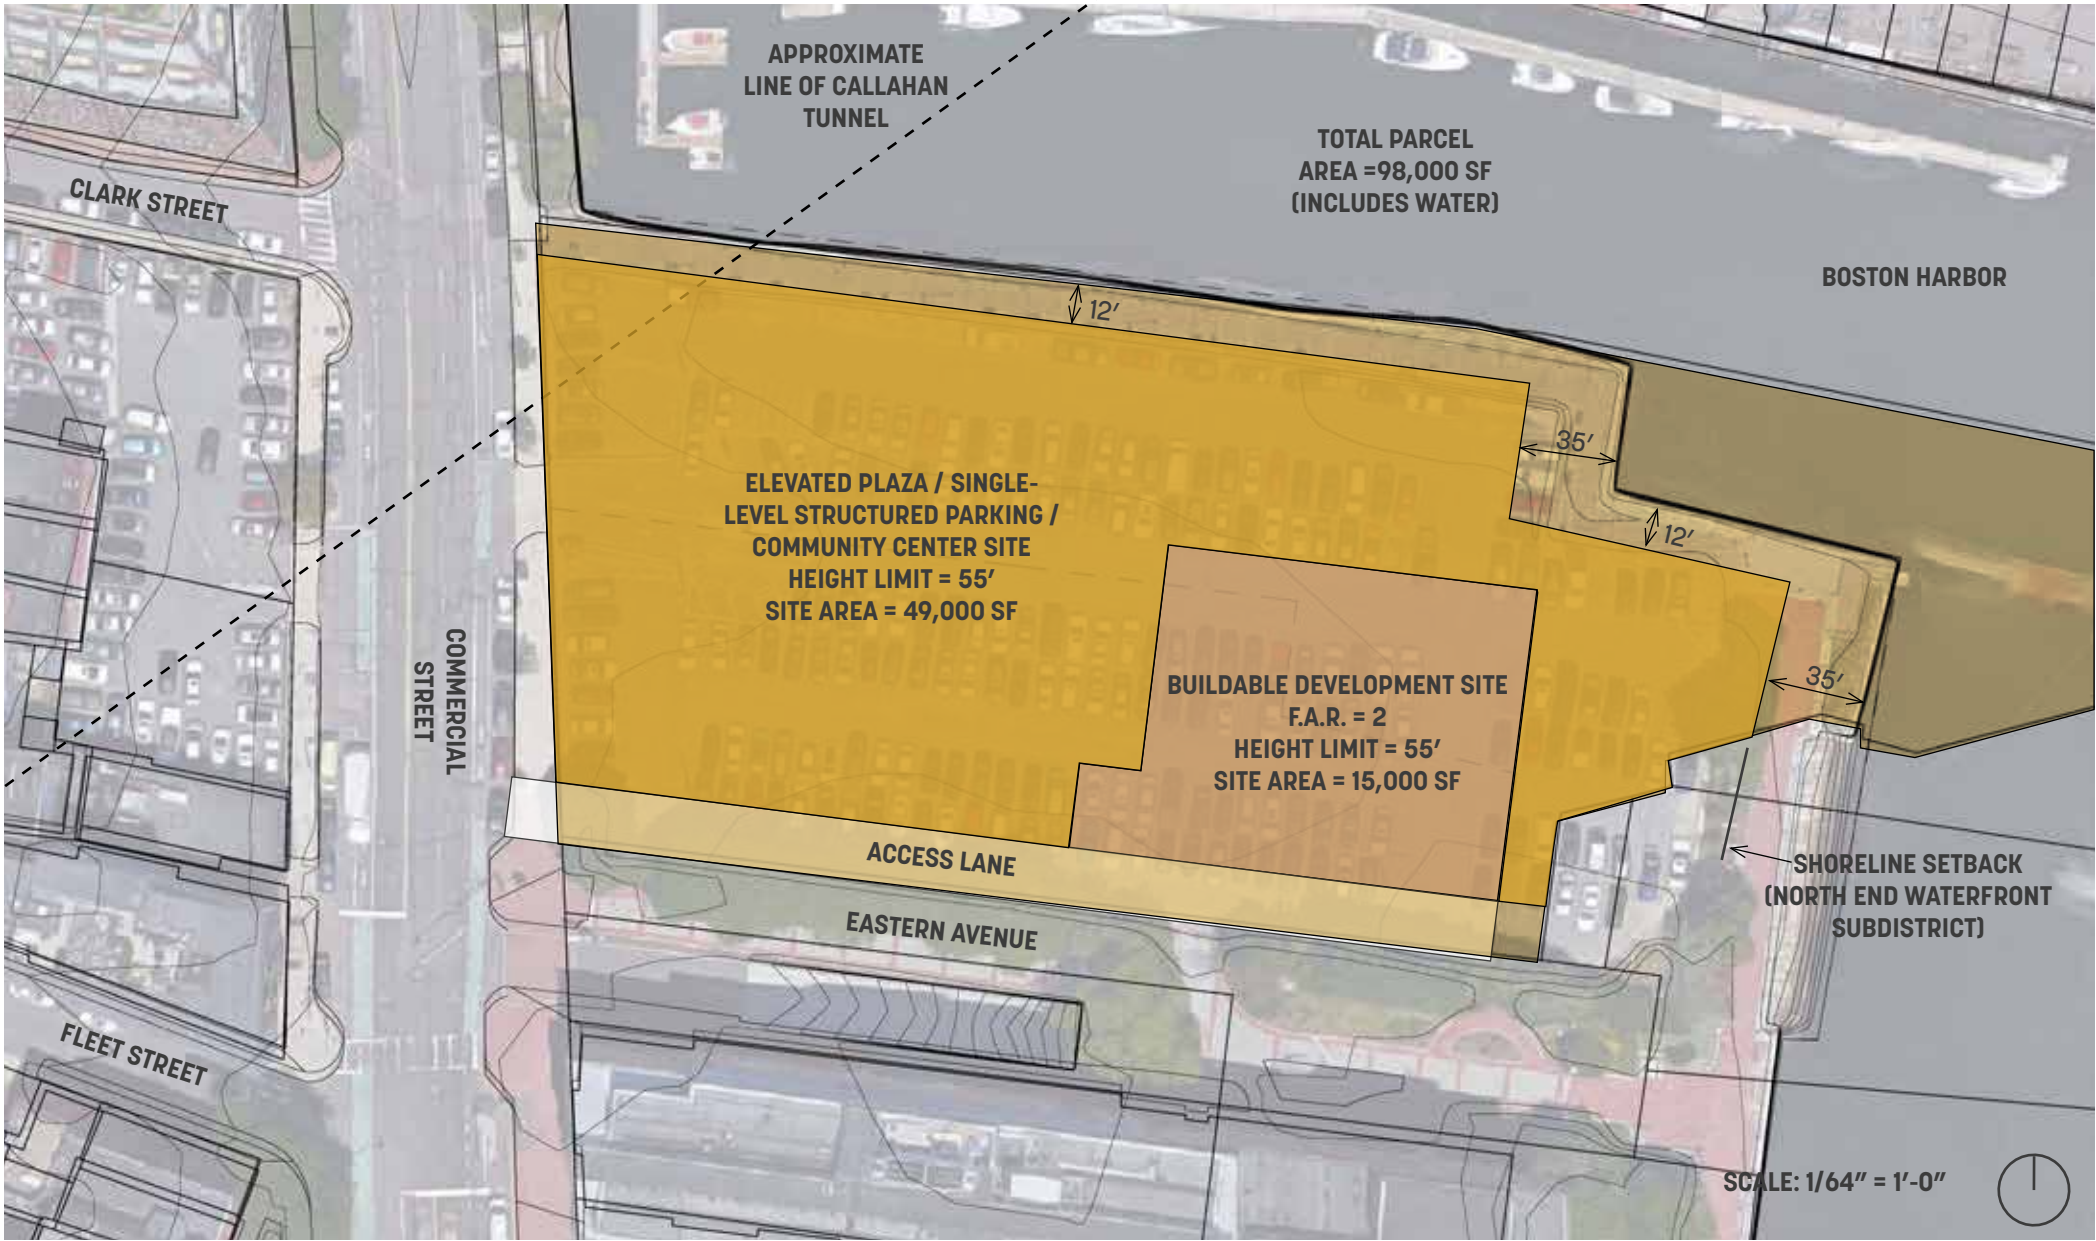 APPROXIMATE
LINE OF CALLAHAN
TUNNEL
TOTAL PARCEL
AREA =98,000 SF
(INCLUDES WATER)
CLARK STREET
BOSTON HARBOR
12'
35'
12'
ELEVATED PLAZA / SINGLE-
LEVEL STRUCTURED PARKING /
COMMUNITY CENTER SITE
HEIGHT LIMIT = 55'
SITE AREA = 49,000 SF
COMMERCIAL
STREET
BUILDABLE DEVELOPMENT SITE
F.A.R. = 2
HEIGHT LIMIT = 55'
SITE AREA = 15,000 SF
35'
ACCESS LANE
EASTERN AVENUE
SHORELINE SETBACK
(NORTH END WATERFRONT
SUBDISTRICT)
FLEET STREET
SCALE: 1/64" = 1'-0"